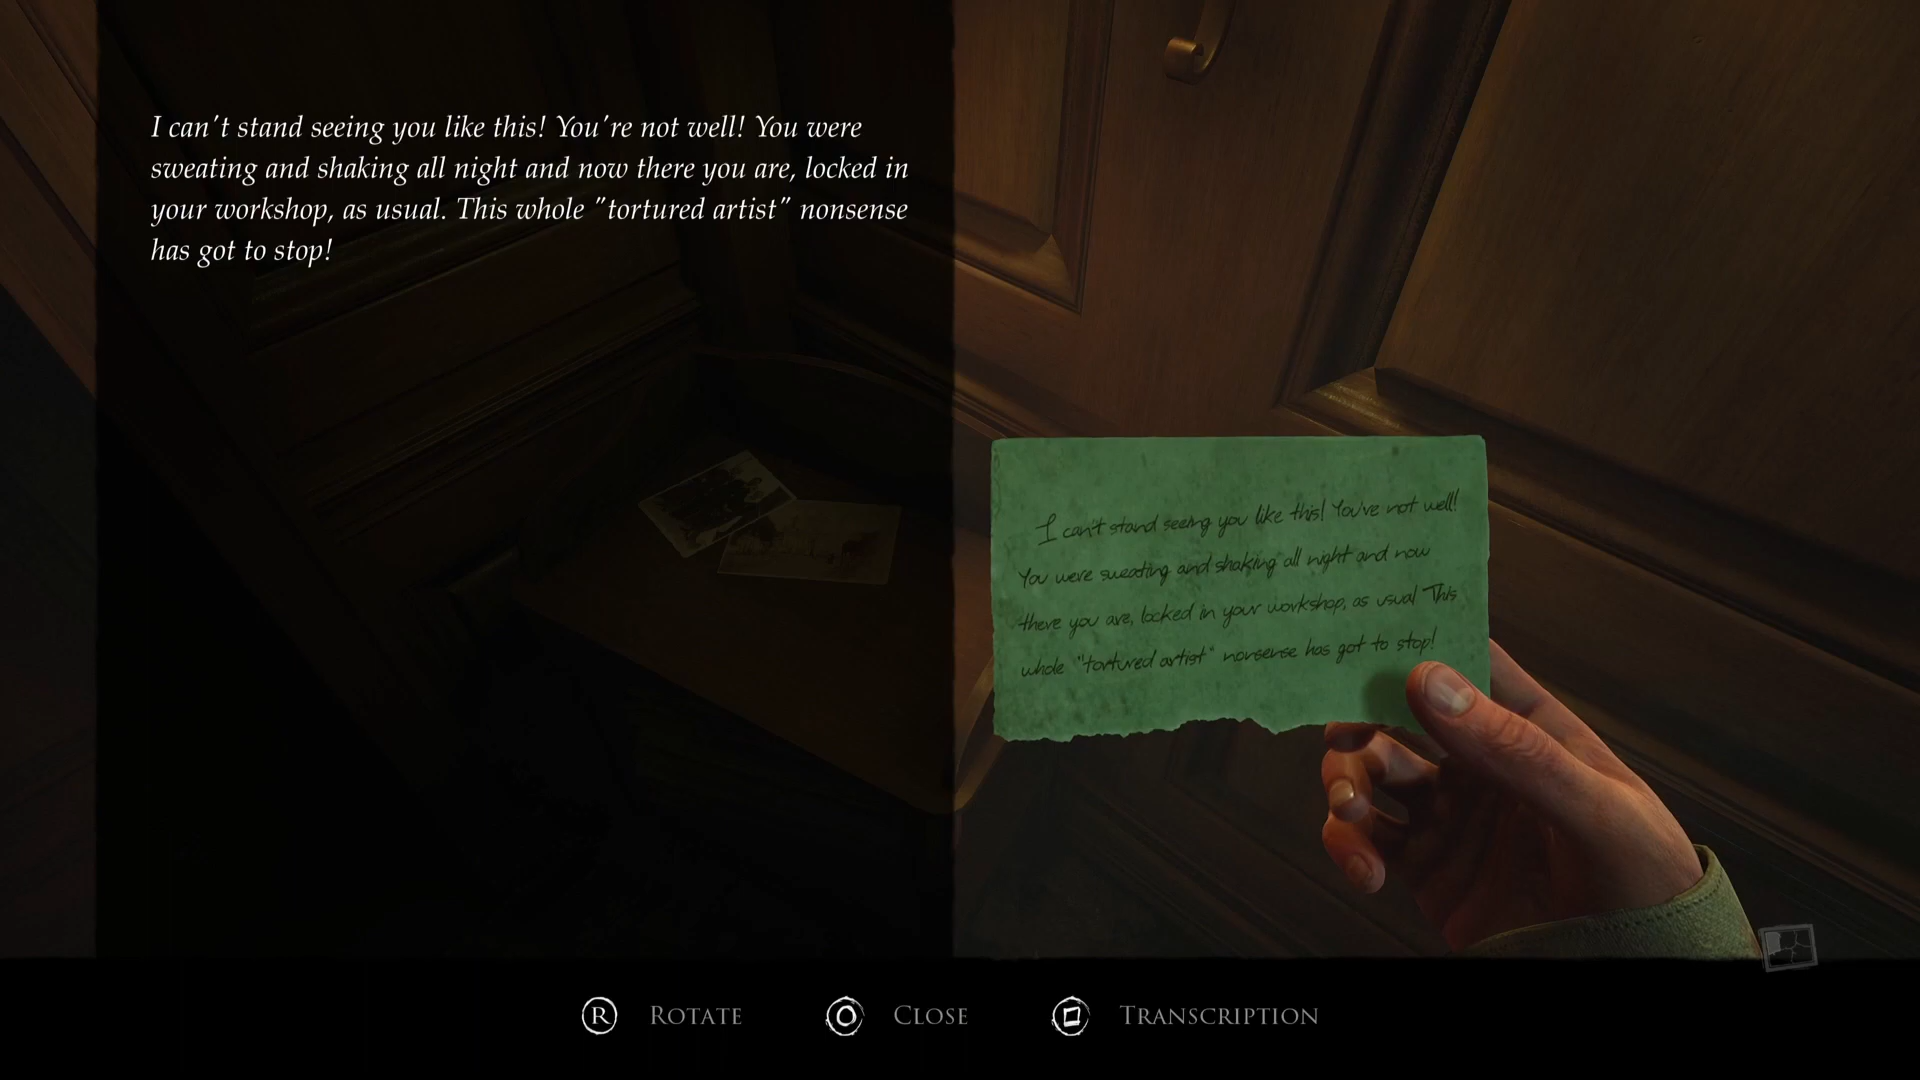 I can't stand seeing you like this! You're not well! You were
sweating and shaking all night and now there you are, locked in
your workshop, as usual. This whole "tortured artist" nonsense
has got to stop!
I can't stand seeing you like this! You're not well!
You were sweating and shaking all night and now
there you are, locked in your workshop, as usual This
whole "tortured artist" nonsense has got to stop!
R ROTATE CLOSE TRANSCRIPTION